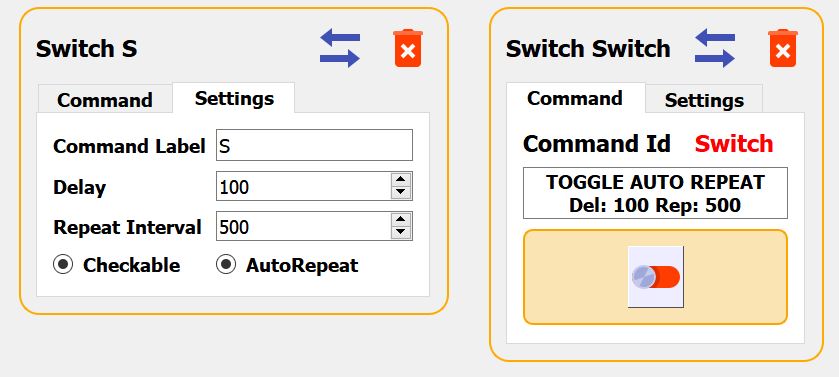 Switch S
Command
Settings
Command Label
S
Delay
100
Repeat Interval
500
Checkable
AutoRepeat
Switch Switch
Command
Settings
Command Id
Switch
TOGGLE AUTO REPEAT
Del: 100 Rep: 500